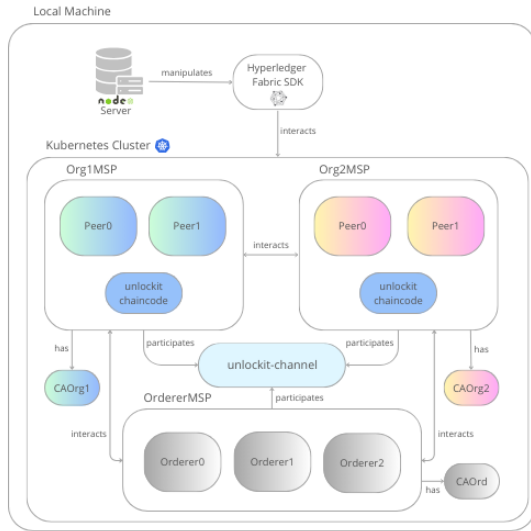 Local Machine
manipulates
Hyperledger
Fabric SDK
node
Server
interacts
Kubernetes Cluster
Org1MSP
Org2MSP
Peer0
Peer1
Peer0
Peer1
interacts
unlockit
chaincode
unlockit
chaincode
has
participates
participates
has
unlockit-channel
CAOrg1
CAOrg2
OrdererMSP
participates
interacts
interacts
Orderer0
Orderer1
Orderer2
has
CAOrd